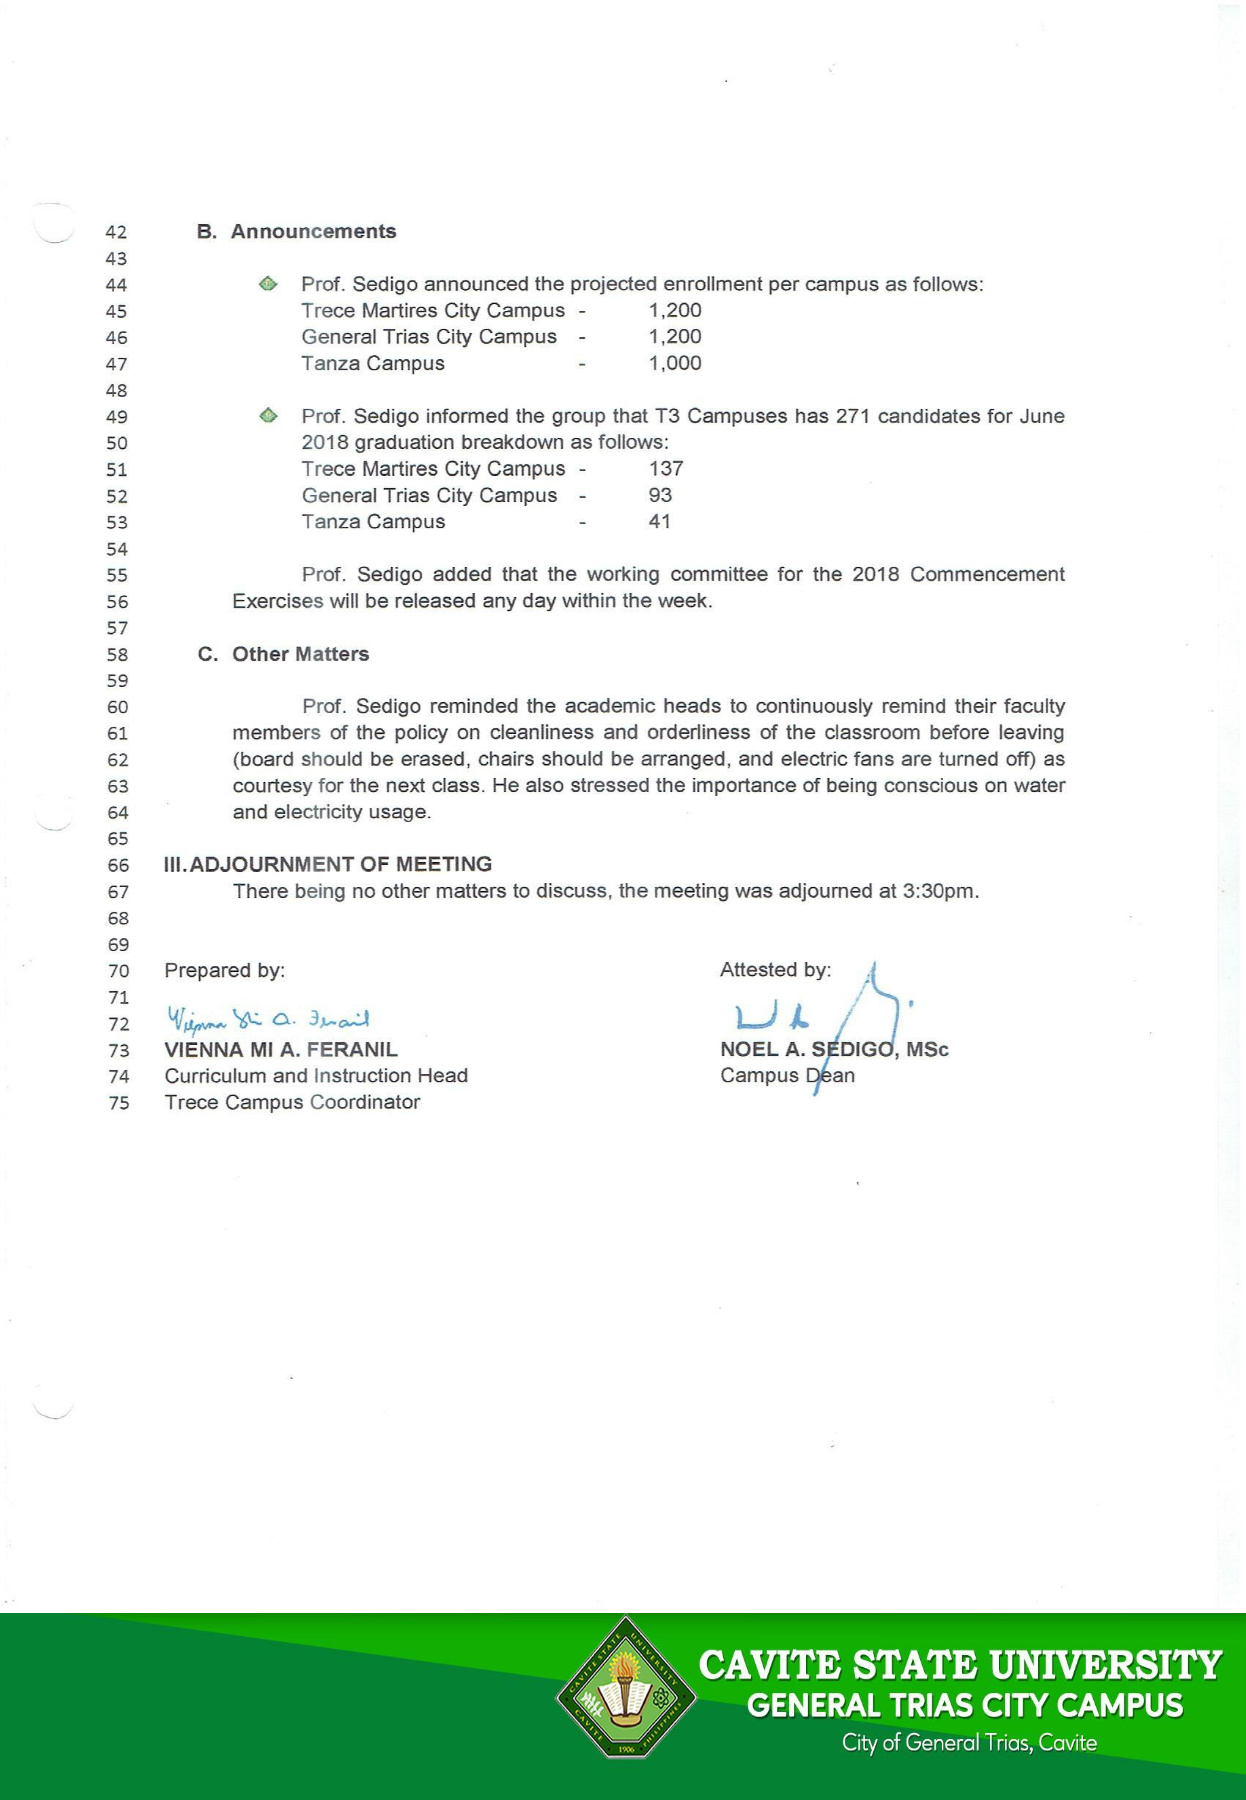 42 B. Announcements
43
44 Prof. Sedigo announced the projected enrollment per campus as follows:
45 Trece Martires City Campus - 1,200
46 General Trias City Campus - 1,200
47 Tanza Campus - 1,000
48
49 Prof. Sedigo informed the group that T3 Campuses has 271 candidates for June
50 2018 graduation breakdown as follows:
51 Trece Martires City Campus - 137
52 General Trias City Campus - 93
53 Tanza Campus - 41
54
55 Prof. Sedigo added that the working committee for the 2018 Commencement
56 Exercises will be released any day within the week.
57
58 C. Other Matters
59
60 Prof. Sedigo reminded the academic heads to continuously remind their faculty
61 members of the policy on cleanliness and orderliness of the classroom before leaving
62 (board should be erased, chairs should be arranged, and electric fans are turned off) as
63 courtesy for the next class. He also stressed the importance of being conscious on water
64 and electricity usage.
65
66 III.ADJOURNMENT OF MEETING
67 There being no other matters to discuss, the meeting was adjourned at 3:30pm.
68
69
70 Prepared by: Attested by:
71
72 Vienna Mi A. Feranil
73 VIENNA MI A. FERANIL NOEL A. SEDIGO, MSc
74 Curriculum and Instruction Head Campus Dean
75 Trece Campus Coordinator
CAVITE STATE UNIVERSITY
CAVITE PHILIPPINES
1906
CAVITE STATE UNIVERSITY
GENERAL TRIAS CITY CAMPUS
City of General Trias, Cavite